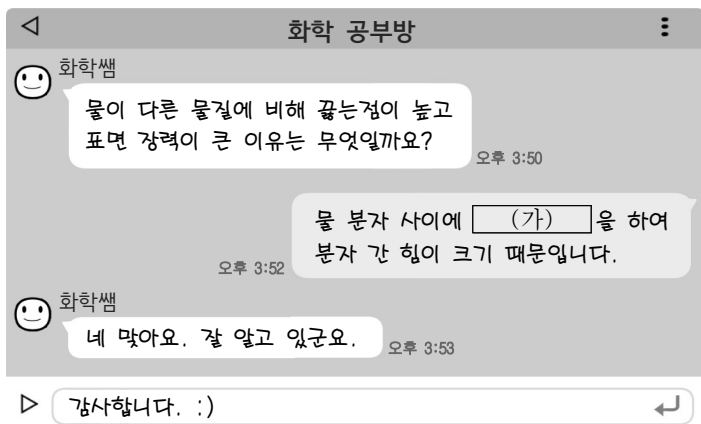 화학 공부방
화학쌤
물이 다른 물질에 비해 끓는점이 높고
표면 장력이 큰 이유는 무엇일까요?
오후 3:50
물 분자 사이에 (가) 을 하여
분자 간 힘이 크기 때문입니다.
오후 3:52
화학쌤
네 맞아요. 잘 알고 있군요.
오후 3:53
감사합니다. :)